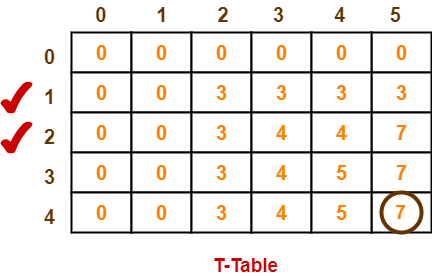 0 1 2 3 4 5
0 0 0 0 0 0 0
1 0 0 3 3 3 3
2 0 0 3 4 4 7
3 0 0 3 4 5 7
4 0 0 3 4 5 7
T-Table